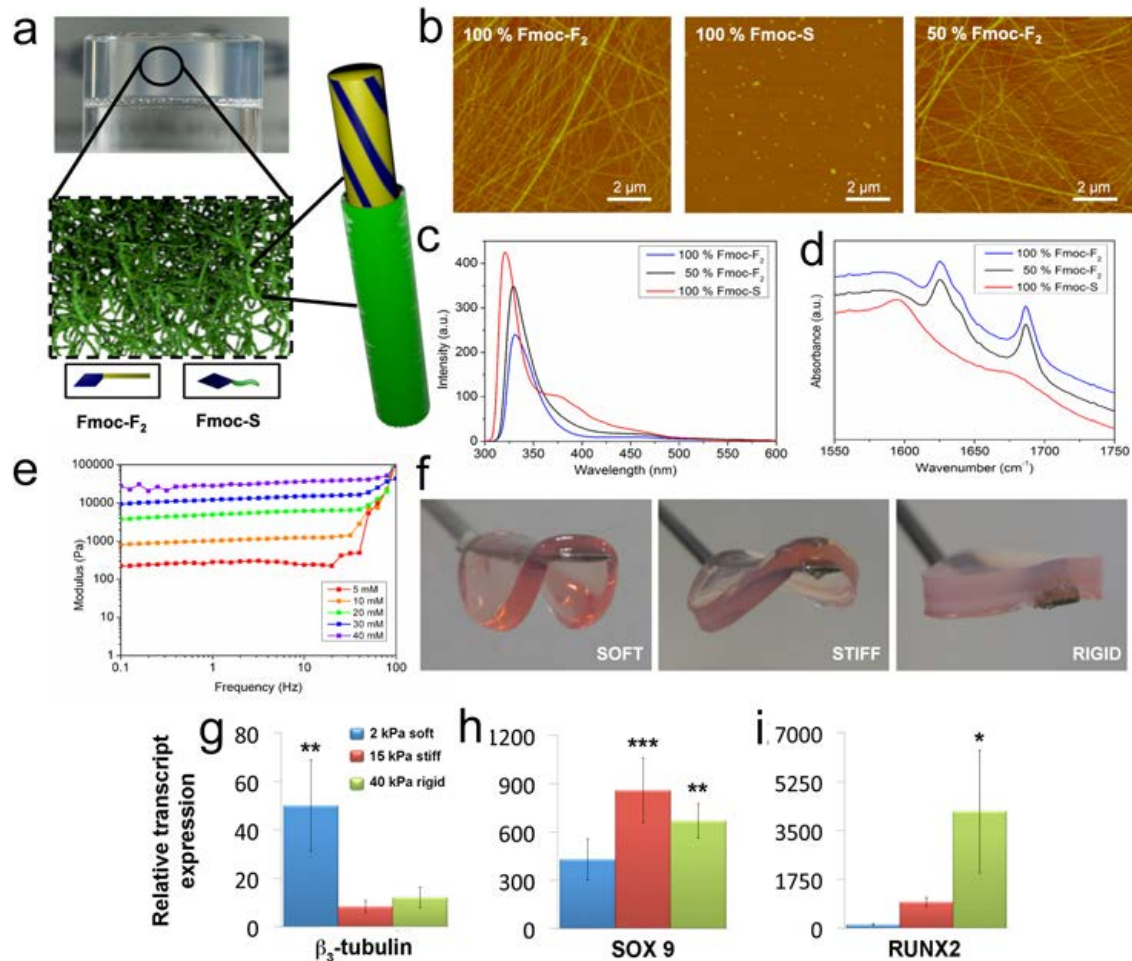 a
Fmoc-F₂
Fmoc-S
b
100 % Fmoc-F₂
2 μm
100 % Fmoc-S
2 μm
50 % Fmoc-F₂
2 μm
c
Intensity (a.u.)
400
300
200
100
0
300 350 400 450 500 550 600
Wavelength (nm)
100 % Fmoc-F₂
50 % Fmoc-F₂
100 % Fmoc-S
d
Absorbance (a.u.)
1550 1600 1650 1700 1750
Wavenumber (cm⁻¹)
100 % Fmoc-F₂
50 % Fmoc-F₂
100 % Fmoc-S
e
Modulus (Pa)
100000
10000
1000
100
10
1
0.1 1 10 100
Frequency (Hz)
5 mM
10 mM
20 mM
30 mM
40 mM
f
SOFT
STIFF
RIGID
Relative transcript
expression
g
80
60
40
20
0
**
2 kPa soft
15 kPa stiff
40 kPa rigid
β₃-tubulin
h
1200
900
600
300
0
***
**
SOX 9
i
7000
5250
3500
1750
0
*
RUNX2